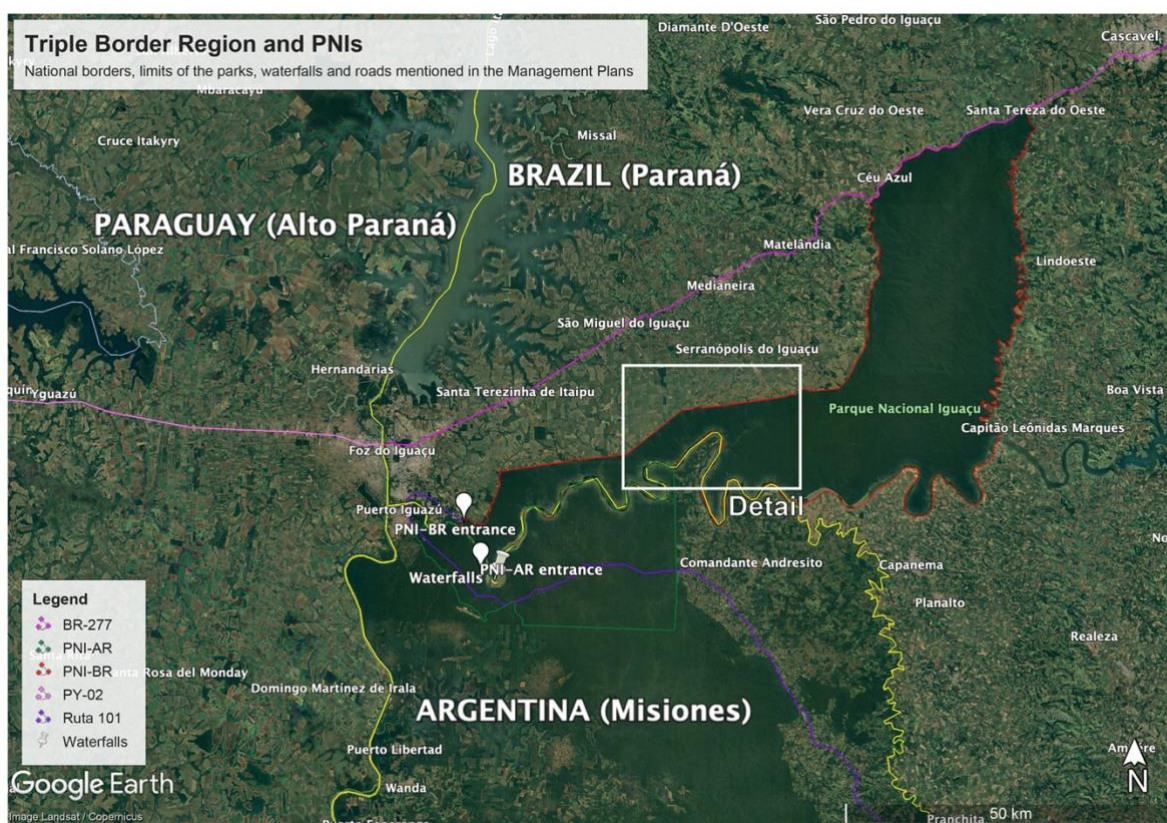 Triple Border Region and PNIs
National borders, limits of the parks, waterfalls and roads mentioned in the Management Plans
Diamante D'Oeste
São Pedro do Iguaçu
Cascavel
Lago
Mbaracayú
Vera Cruz do Oeste
Santa Tereza do Oeste
Cruce Itakyry
Missal
BRAZIL (Paraná)
Céu Azul
PARAGUAY (Alto Paraná)
al Francisco Solano López
Matelândia
Lindoeste
Medianeira
São Miguel do Iguaçu
Serranópolis do Iguaçu
Hernandarias
Yguazú
Santa Terezinha de Itaipu
Boa Vista
Parque Nacional Iguaçu
Capitão Leônidas Marques
Foz do Iguaçu
Detail
Puerto Iguazú
PNI-BR entrance
No
Waterfalls
PNI-AR entrance
Comandante Andresito
Capanema
Planalto
Realeza
Legend
BR-277
PNI-AR
PNI-BR
PY-02
Ruta 101
Waterfalls
Santa Rosa del Monday
Domingo Martínez de Irala
ARGENTINA (Misiones)
Puerto Libertad
Wanda
N
Google Earth
50 km
Image Landsat / Copernicus
Pranchita